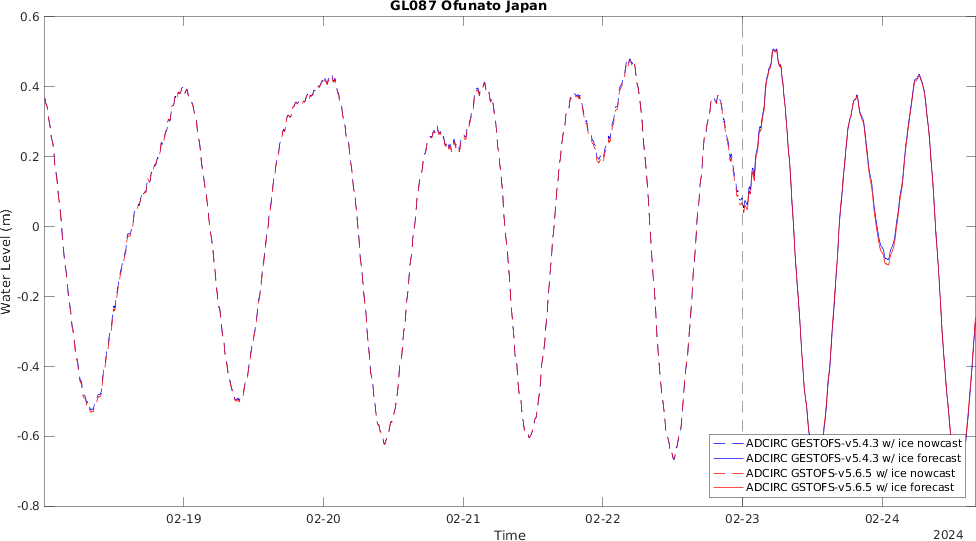 GL087 Ofunato Japan
0.6
0.4
0.2
0
-0.2
-0.4
-0.6
-0.8
Water Level (m)
ADCIRC GESTOFS-v5.4.3 w/ ice nowcast
ADCIRC GESTOFS-v5.4.3 w/ ice forecast
ADCIRC GSTOFS-v5.6.5 w/ ice nowcast
ADCIRC GSTOFS-v5.6.5 w/ ice forecast
02-19 02-20 02-21 02-22 02-23 02-24
Time
2024